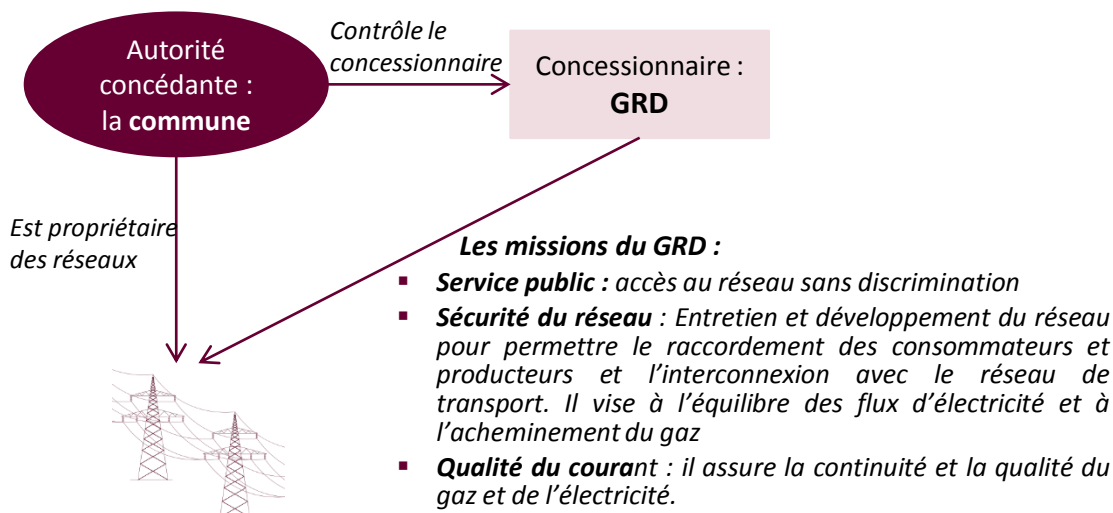 Autorité
concédante :
la commune
Contrôle le
concessionnaire
Concessionnaire :
GRD
Est propriétaire
des réseaux
Les missions du GRD :
▪ Service public : accès au réseau sans discrimination
▪ Sécurité du réseau : Entretien et développement du réseau
pour permettre le raccordement des consommateurs et
producteurs et l’interconnexion avec le réseau de
transport. Il vise à l’équilibre des flux d’électricité et à
l’acheminement du gaz
▪ Qualité du courant : il assure la continuité et la qualité du
gaz et de l’électricité.